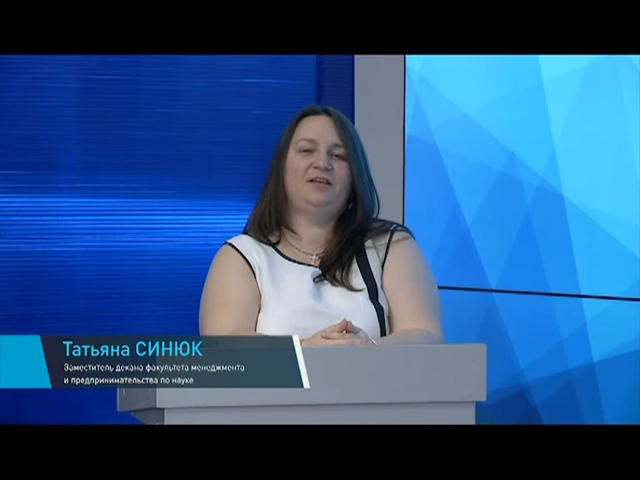 Татьяна СИНЮК
Заместитель декана факультета менеджмента
и предпринимательства по науке